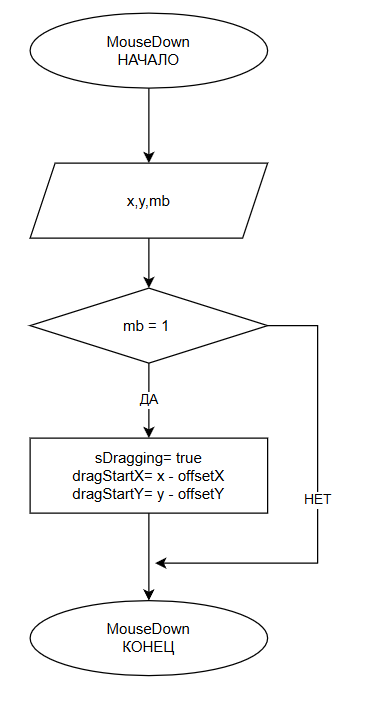 MouseDown
НАЧАЛО
x,y,mb
mb = 1
ДА
sDragging= true
dragStartX= x - offsetX
dragStartY= y - offsetY
НЕТ
MouseDown
КОНЕЦ